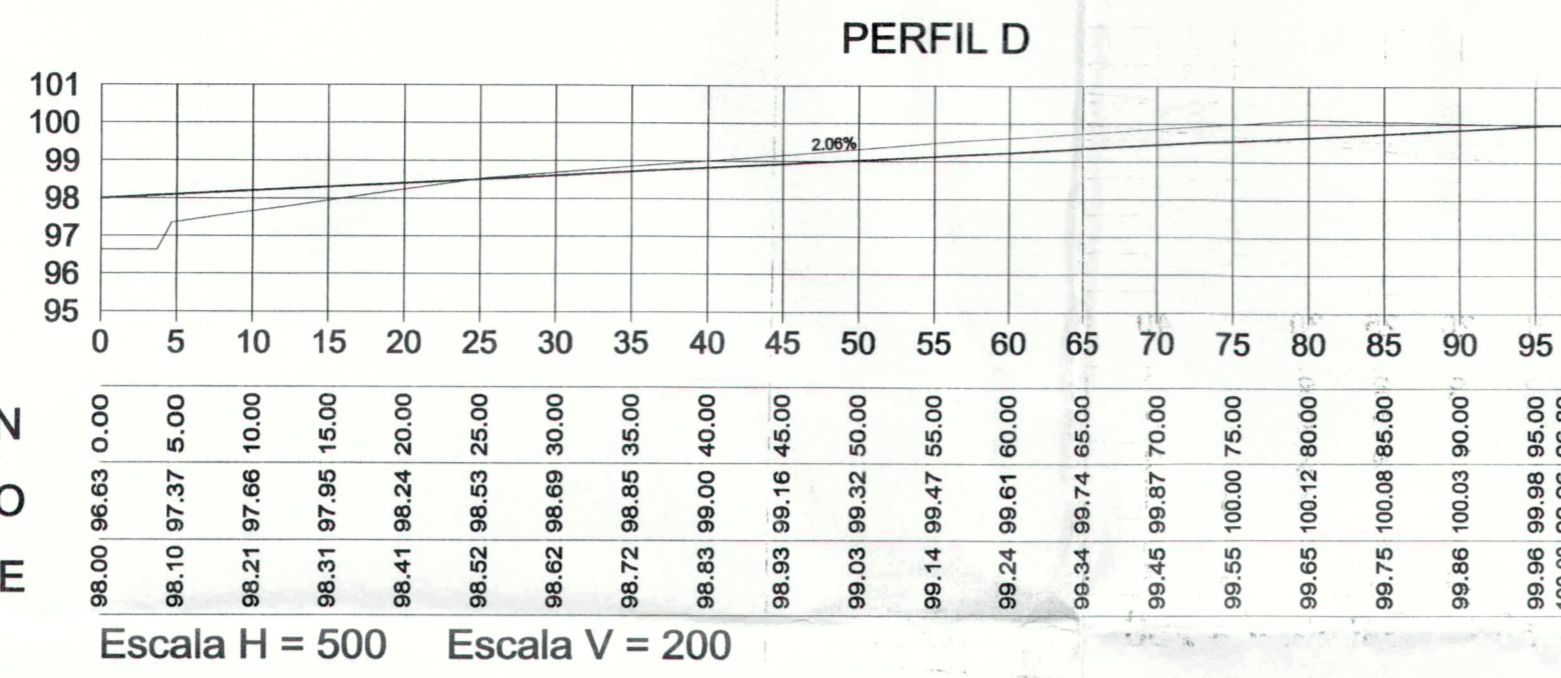 PERFIL D
101
100
99
98
97
96
95
2.06%
0 5 10 15 20 25 30 35 40 45 50 55 60 65 70 75 80 85 90 95
N 0.00 5.00 10.00 15.00 20.00 25.00 30.00 35.00 40.00 45.00 50.00 55.00 60.00 65.00 70.00 75.00 80.00 85.00 90.00 95.00
O 96.63 97.37 97.66 97.95 98.24 98.53 98.69 98.85 99.00 99.16 99.32 99.47 99.61 99.74 99.87 100.00 100.12 100.08 100.03 99.98
E 98.00 98.10 98.21 98.31 98.41 98.52 98.62 98.72 98.83 98.93 99.03 99.14 99.24 99.34 99.45 99.55 99.65 99.75 99.86 99.96
Escala H = 500 Escala V = 200